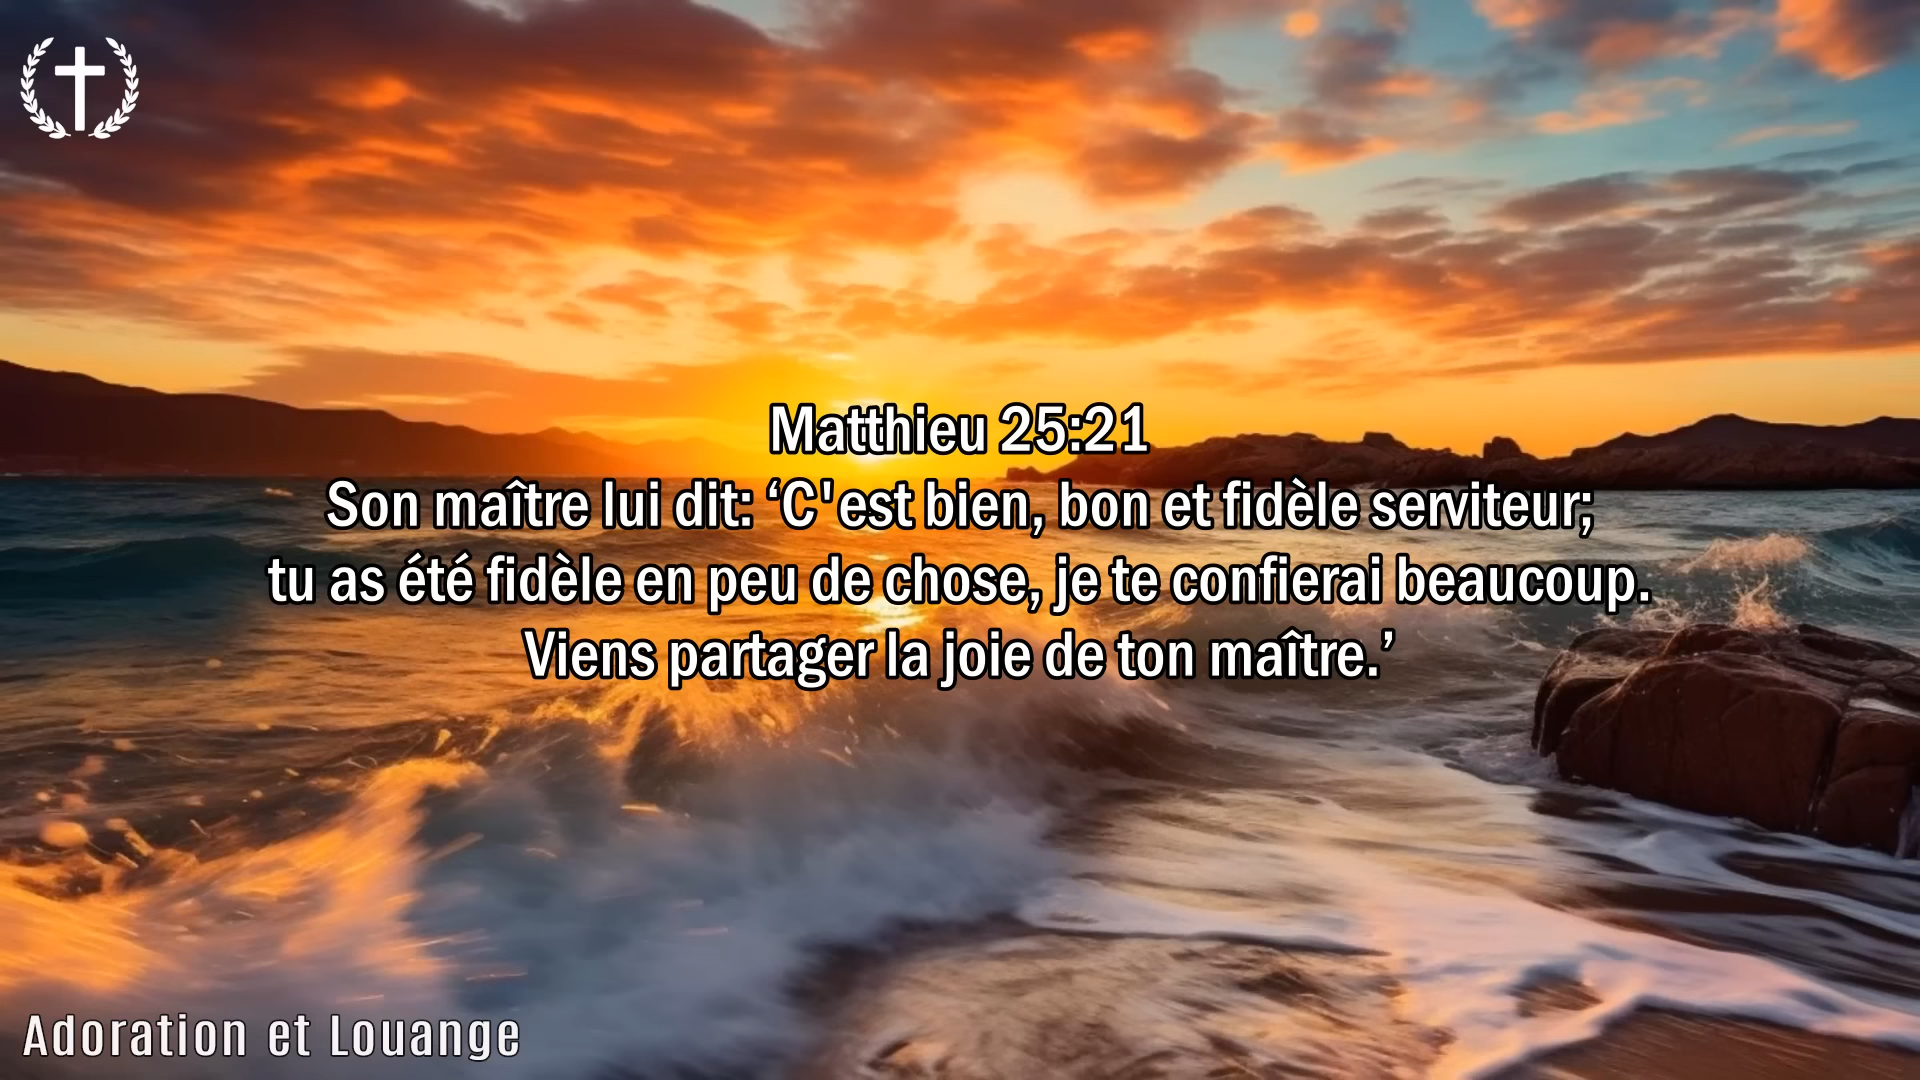 Matthieu 25:21
Son maître lui dit: ‘C'est bien, bon et fidèle serviteur;
tu as été fidèle en peu de chose, je te confierai beaucoup.
Viens partager la joie de ton maître.’
Adoration et Louange